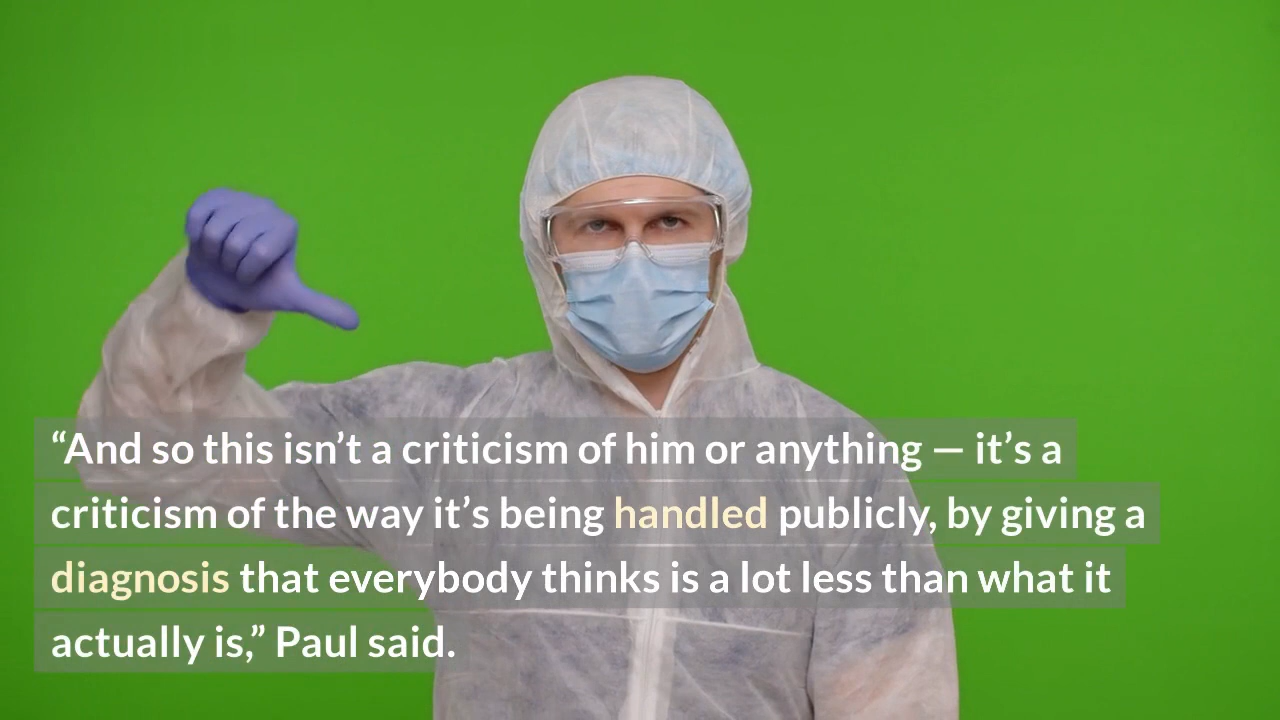 “And so this isn’t a criticism of him or anything — it’s a
criticism of the way it’s being handled publicly, by giving a
diagnosis that everybody thinks is a lot less than what it
actually is,” Paul said.